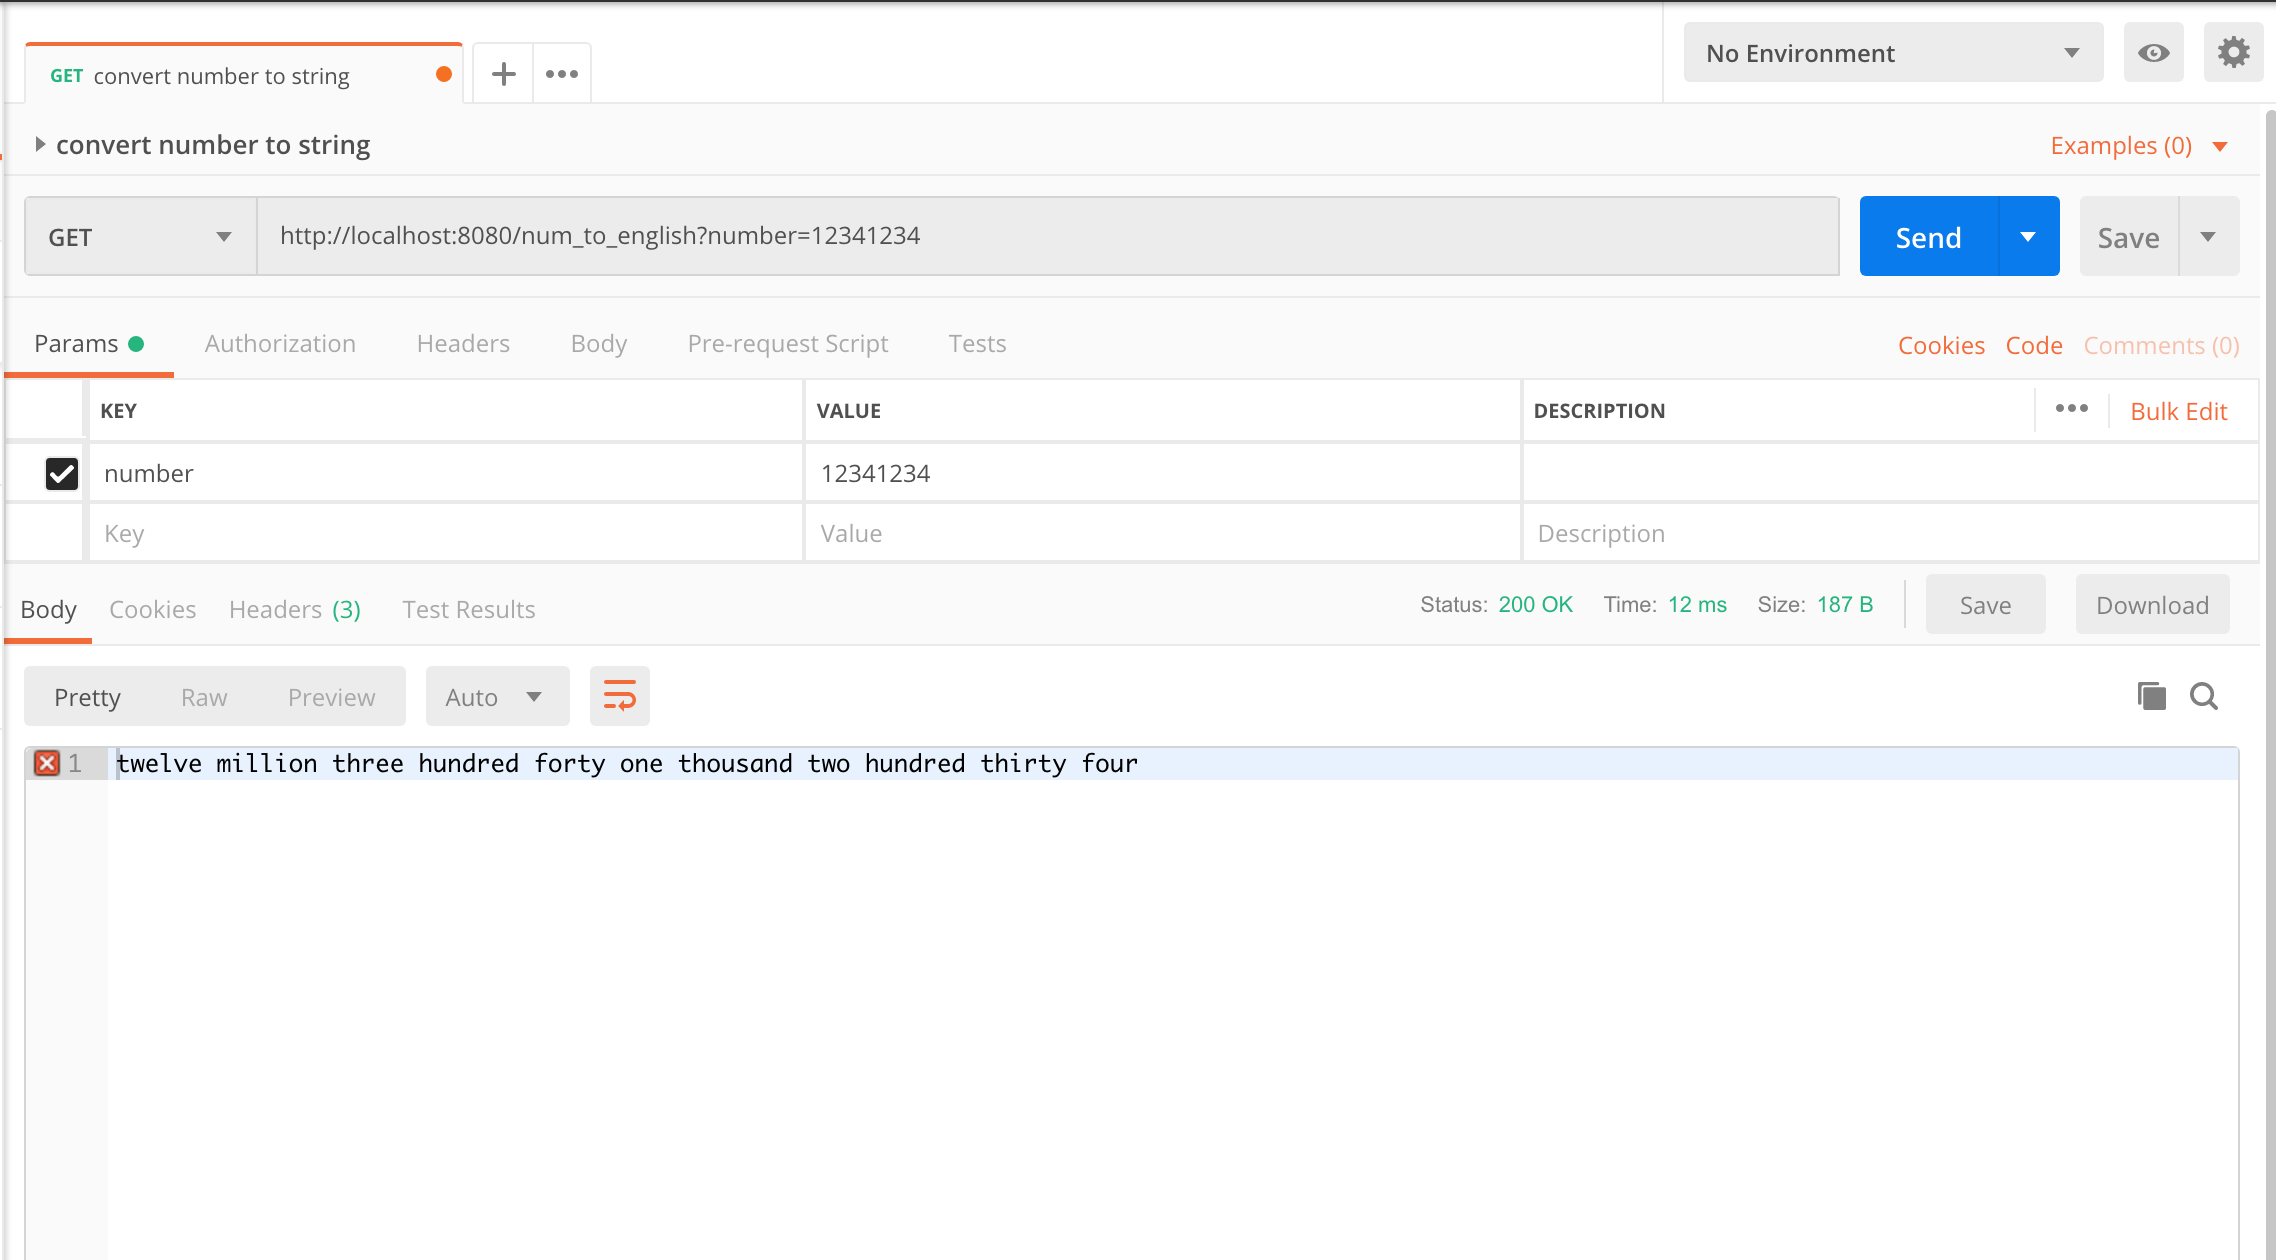 GET convert number to string
No Environment
convert number to string
Examples (0)
GET http://localhost:8080/num_to_english?number=12341234 Send Save
Params Authorization Headers Body Pre-request Script Tests Cookies Code Comments (0)
KEY VALUE DESCRIPTION Bulk Edit
number 12341234
Key Value Description
Body Cookies Headers (3) Test Results Status: 200 OK Time: 12 ms Size: 187 B Save Download
Pretty Raw Preview Auto
1 twelve million three hundred forty one thousand two hundred thirty four